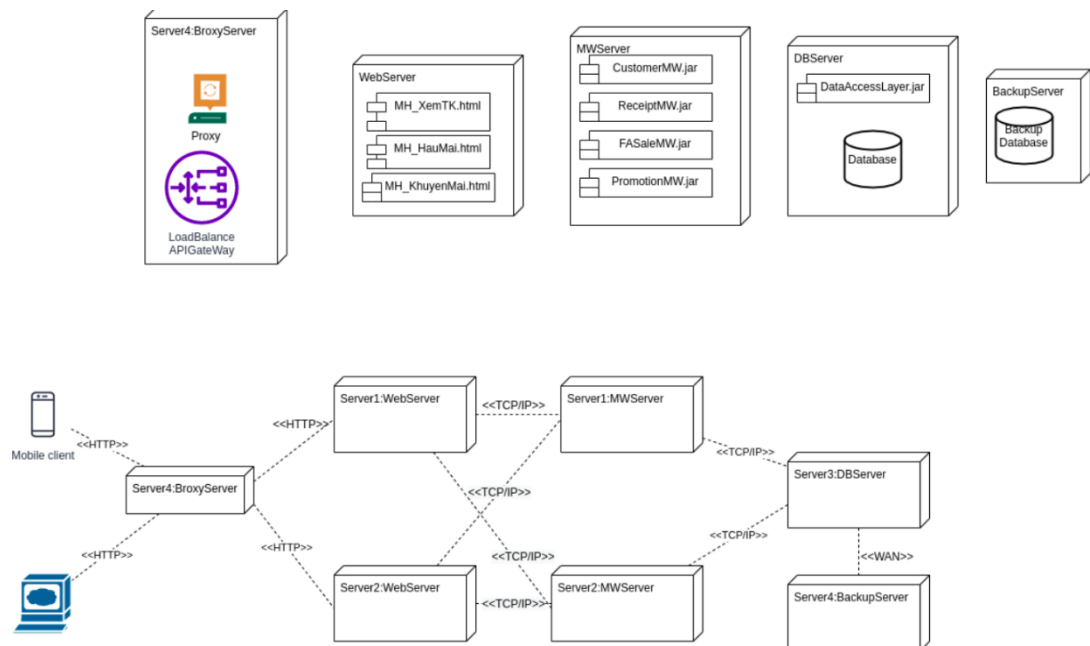 Server4:BroxyServer
Proxy
LoadBalance
APIGateWay
WebServer
MH_XemTK.html
MH_HauMai.html
MH_KhuyenMai.html
MWServer
CustomerMW.jar
ReceiptMW.jar
FASaleMW.jar
PromotionMW.jar
DBServer
DataAccessLayer.jar
Database
BackupServer
Backup
Database
Mobile client
<<HTTP>>
<<HTTP>>
Server4:BroxyServer
<<HTTP>>
<<HTTP>>
Server1:WebServer
Server2:WebServer
<<TCP/IP>>
<<TCP/IP>>
<<TCP/IP>>
<<TCP/IP>>
Server1:MWServer
Server2:MWServer
<<TCP/IP>>
<<TCP/IP>>
Server3:DBServer
<<WAN>>
Server4:BackupServer